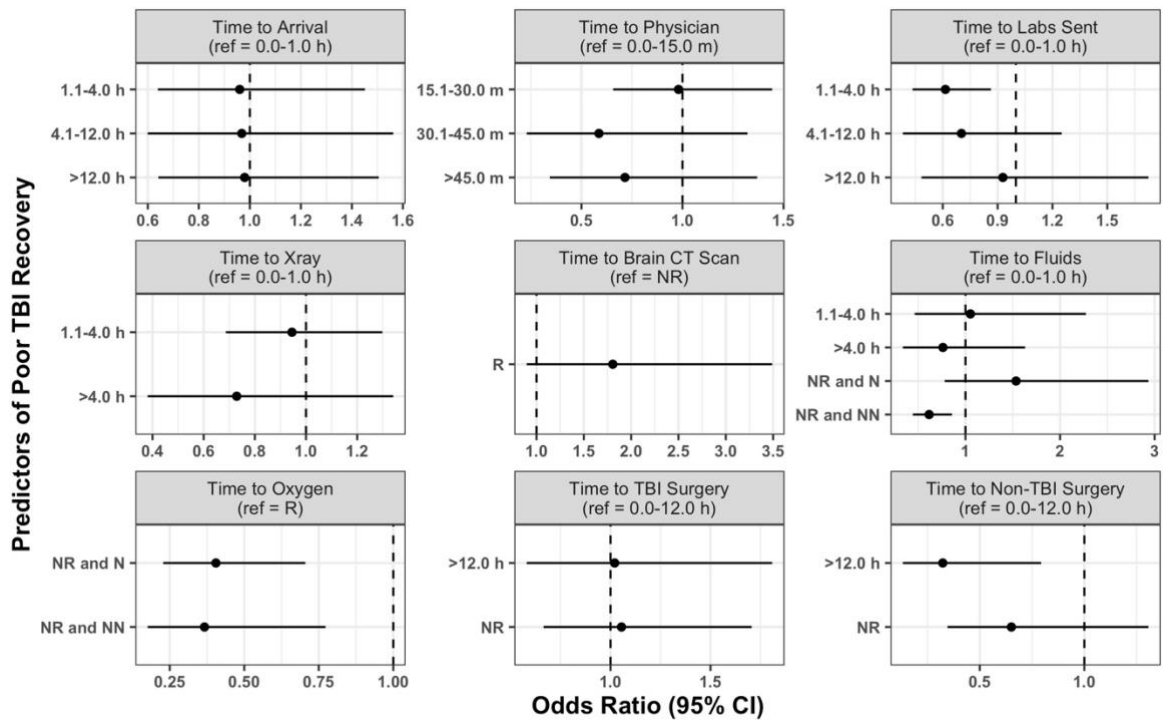 Predictors of Poor TBI Recovery
Time to Arrival
(ref = 0.0-1.0 h)
1.1-4.0 h
4.1-12.0 h
>12.0 h
0.6 0.8 1.0 1.2 1.4 1.6
Time to Physician
(ref = 0.0-15.0 m)
15.1-30.0 m
30.1-45.0 m
>45.0 m
0.5 1.0 1.5
Time to Labs Sent
(ref = 0.0-1.0 h)
1.1-4.0 h
4.1-12.0 h
>12.0 h
0.6 0.9 1.2 1.5
Time to Xray
(ref = 0.0-1.0 h)
1.1-4.0 h
>4.0 h
0.4 0.6 0.8 1.0 1.2
Time to Brain CT Scan
(ref = NR)
R
1.0 1.5 2.0 2.5 3.0 3.5
Time to Fluids
(ref = 0.0-1.0 h)
1.1-4.0 h
>4.0 h
NR and N
NR and NN
1 2 3
Time to Oxygen
(ref = R)
NR and N
NR and NN
0.25 0.50 0.75 1.00
Time to TBI Surgery
(ref = 0.0-12.0 h)
>12.0 h
NR
1.0 1.5
Time to Non-TBI Surgery
(ref = 0.0-12.0 h)
>12.0 h
NR
0.5 1.0
Odds Ratio (95% CI)